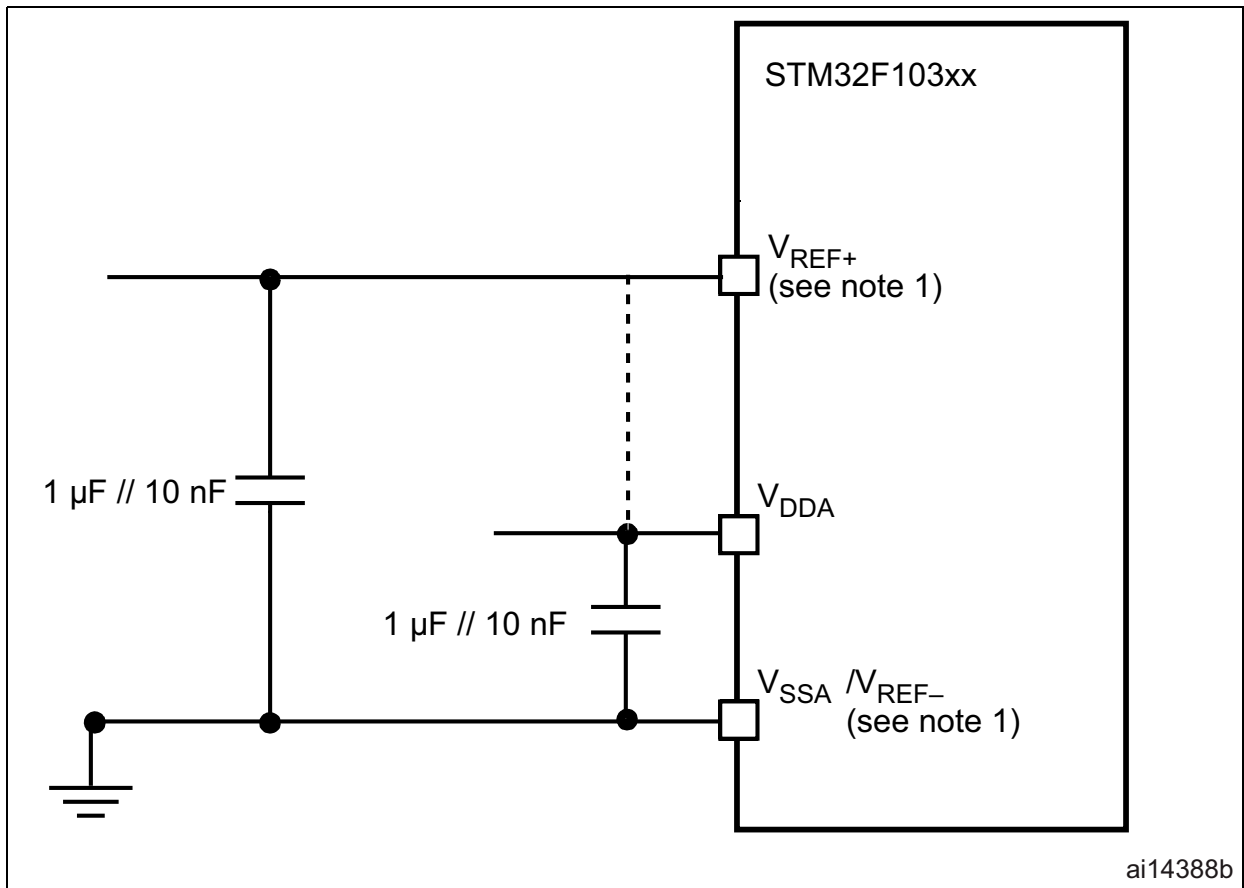 STM32F103xx
VREF+
(see note 1)
1 µF // 10 nF
VDDA
1 µF // 10 nF
VSSA /VREF–
(see note 1)
ai14388b